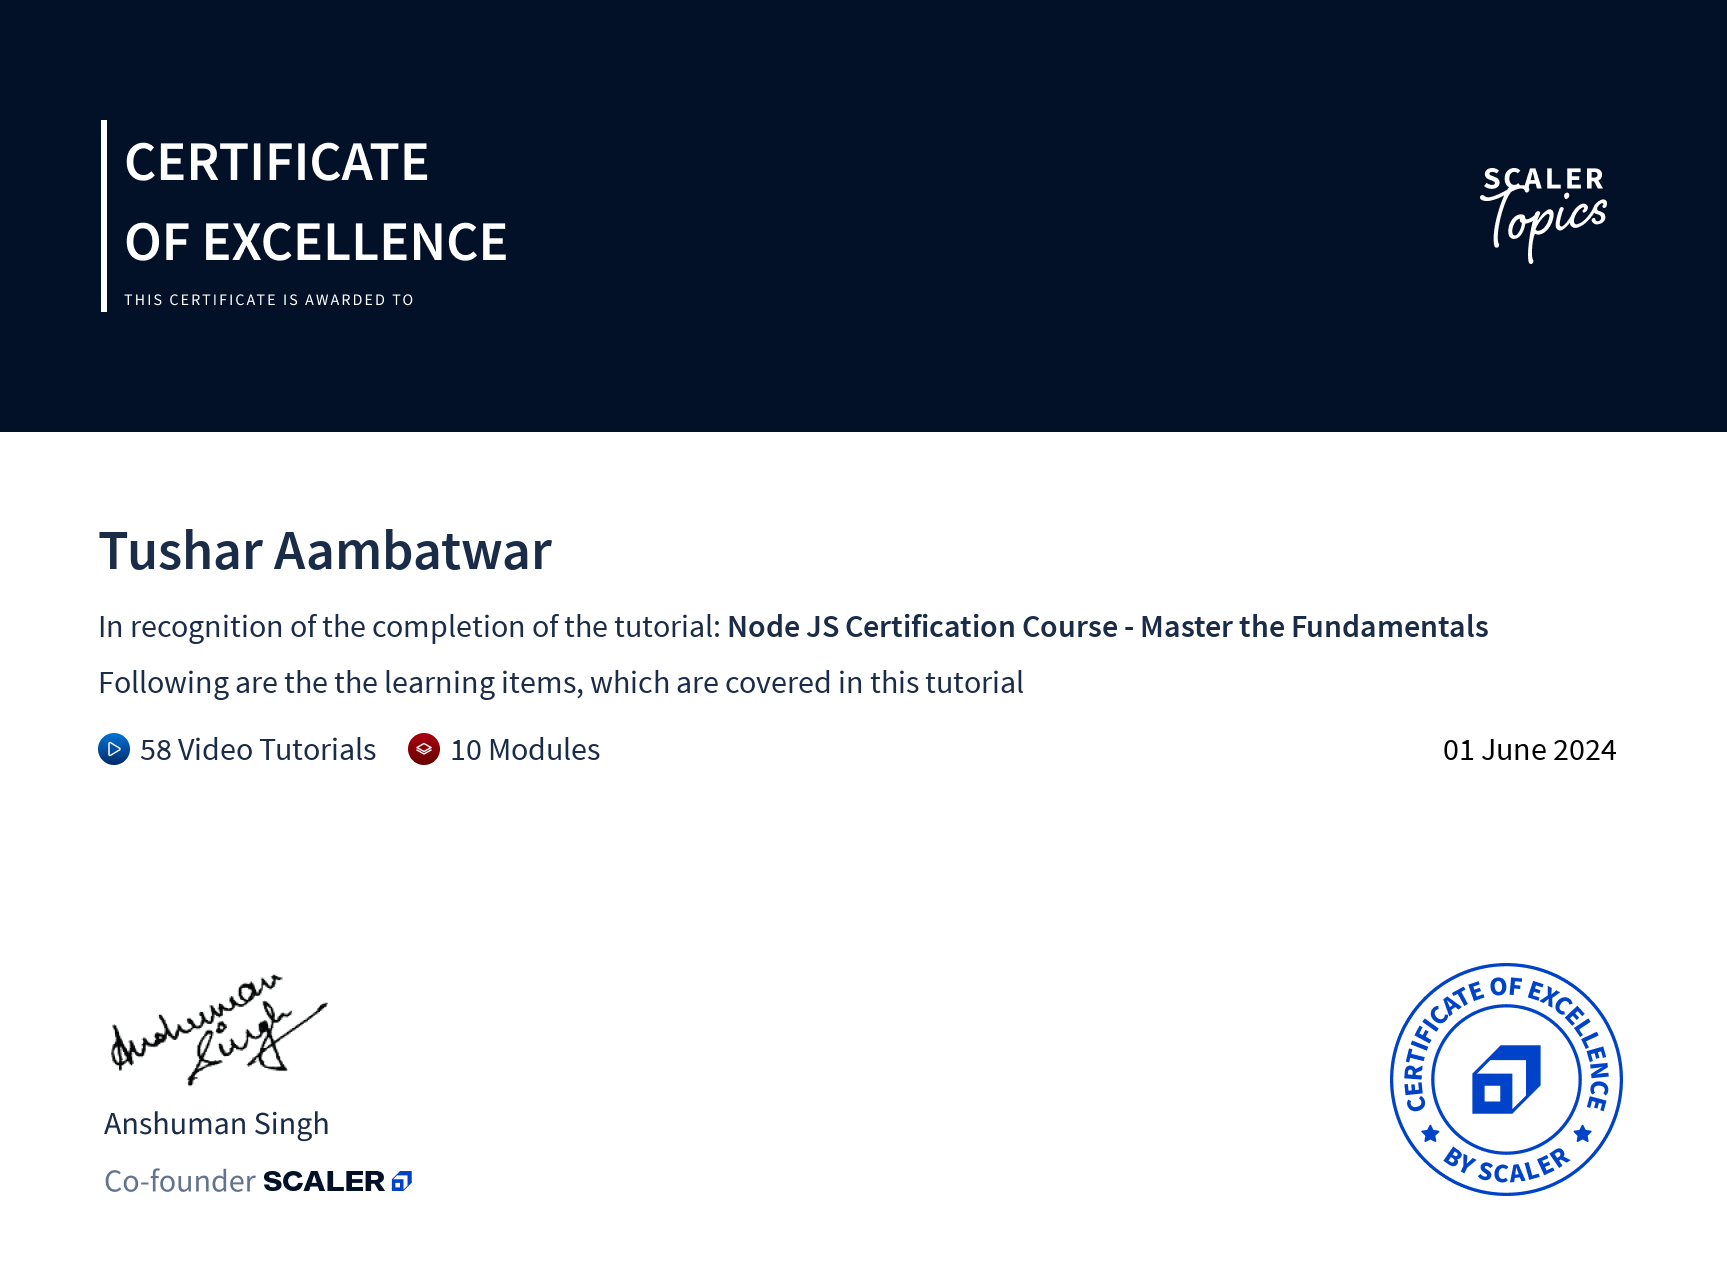 CERTIFICATE
OF EXCELLENCE
THIS CERTIFICATE IS AWARDED TO
SCALER
Topics
Tushar Aambatwar
In recognition of the completion of the tutorial: Node JS Certification Course - Master the Fundamentals
Following are the the learning items, which are covered in this tutorial
58 Video Tutorials 10 Modules 01 June 2024
Anshuman
Singh
Anshuman Singh
Co-founder SCALER
CERTIFICATE OF EXCELLENCE
BY SCALER